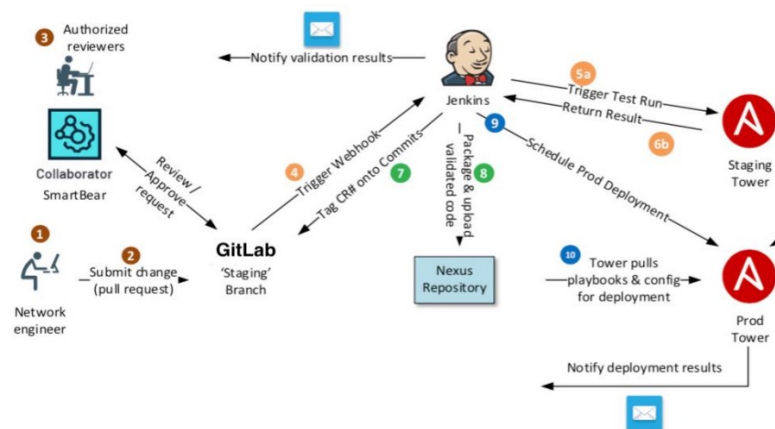 3
Authorized
reviewers
Notify validation results
Jenkins
5a
Trigger Test Run
Return Result
6b
Staging
Tower
Collaborator
SmartBear
Review /
Approve
request
4
Trigger Webhook
7
Tag CR# onto Commits
8
Package & upload
validated code
9
Schedule Prod Deployment
1
Network
engineer
2
Submit change
(pull request)
GitLab
'Staging'
Branch
Nexus
Repository
10
Tower pulls
playbooks & config
for deployment
Prod
Tower
Notify deployment results